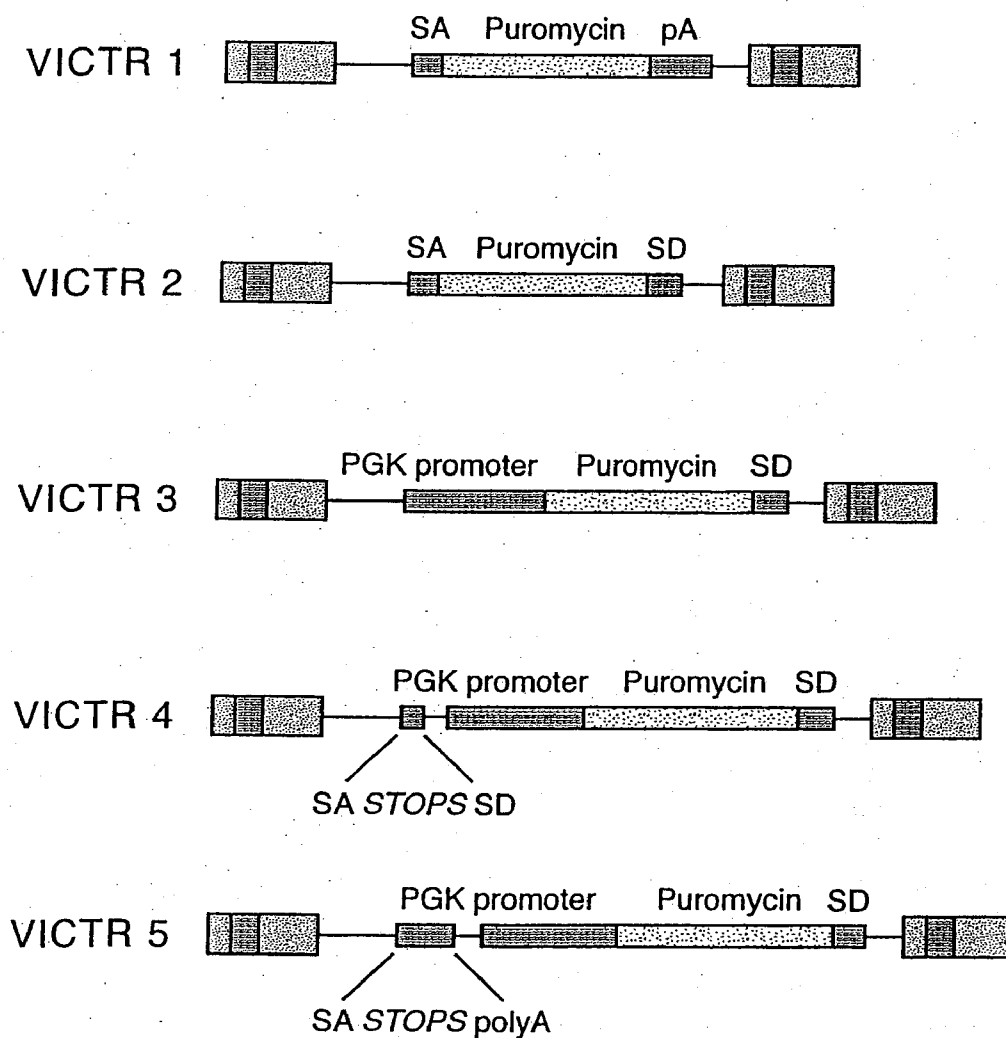 SA Puromycin pA
VICTR 1
SA Puromycin SD
VICTR 2
PGK promoter Puromycin SD
VICTR 3
PGK promoter Puromycin SD
VICTR 4
SA STOPS SD
PGK promoter Puromycin SD
VICTR 5
SA STOPS polyA